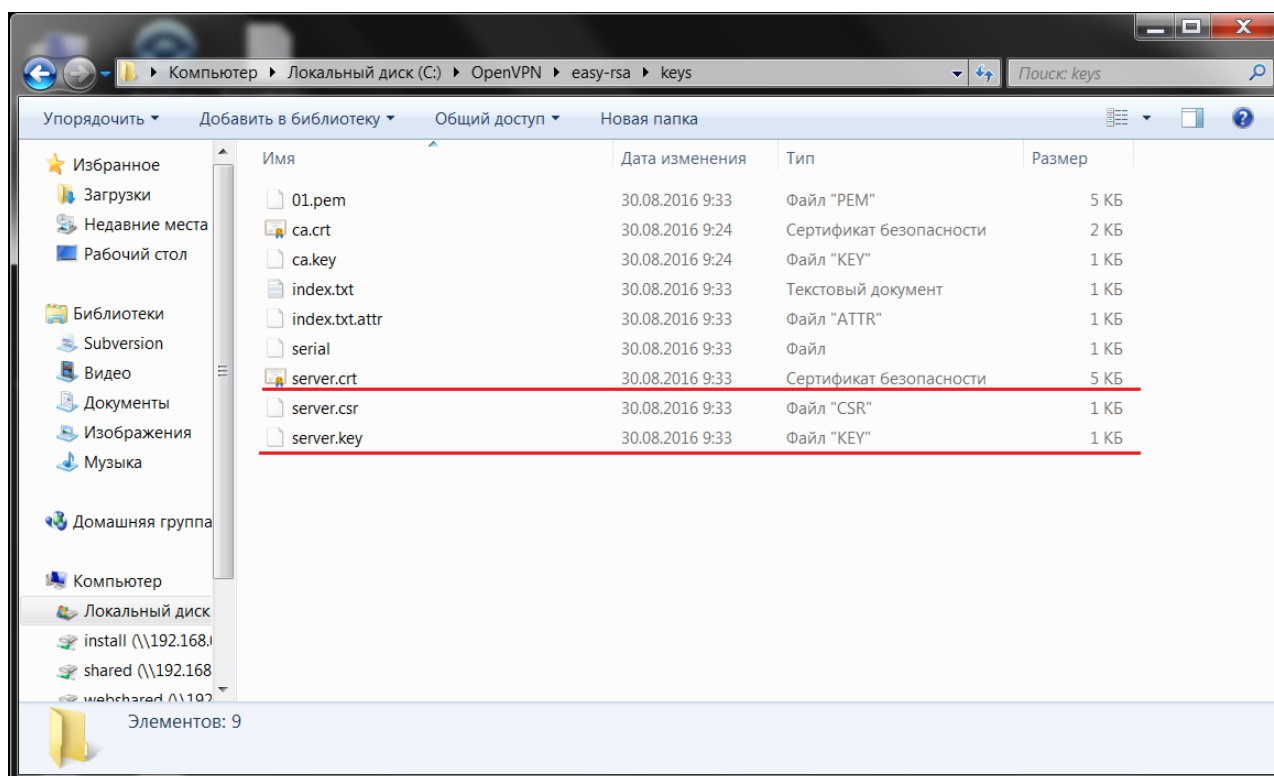 Компьютер Локальный диск (C:) OpenVPN easy-rsa keys Поиск: keys
Упорядочить Добавить в библиотеку Общий доступ Новая папка
Избранное
Загрузки
Недавние места
Рабочий стол
Библиотеки
Subversion
Видео
Документы
Изображения
Музыка
Домашняя группа
Компьютер
Локальный диск
install (\\192.168.
shared (\\192.168
webshared (\\192
Имя Дата изменения Тип Размер
01.pem 30.08.2016 9:33 Файл "PEM" 5 КБ
ca.crt 30.08.2016 9:24 Сертификат безопасности 2 КБ
ca.key 30.08.2016 9:24 Файл "KEY" 1 КБ
index.txt 30.08.2016 9:33 Текстовый документ 1 КБ
index.txt.attr 30.08.2016 9:33 Файл "ATTR" 1 КБ
serial 30.08.2016 9:33 Файл 1 КБ
server.crt 30.08.2016 9:33 Сертификат безопасности 5 КБ
server.csr 30.08.2016 9:33 Файл "CSR" 1 КБ
server.key 30.08.2016 9:33 Файл "KEY" 1 КБ
Элементов: 9